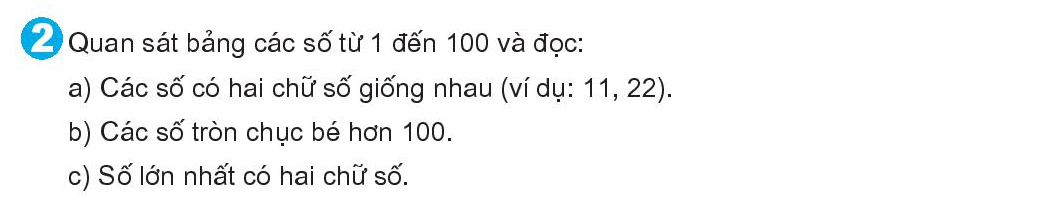 2 Quan sát bảng các số từ 1 đến 100 và đọc:
a) Các số có hai chữ số giống nhau (ví dụ: 11, 22).
b) Các số tròn chục bé hơn 100.
c) Số lớn nhất có hai chữ số.